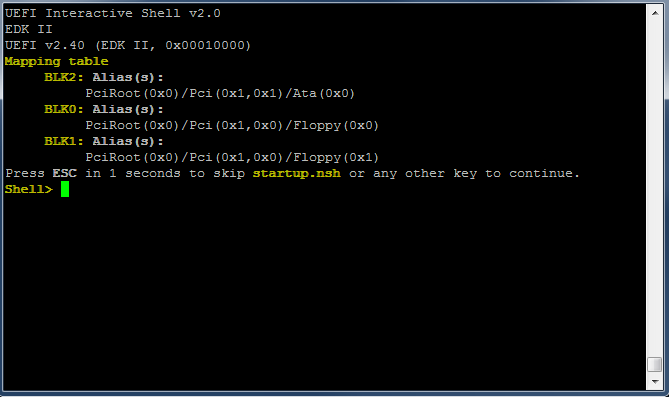 UEFI Interactive Shell v2.0
EDK II
UEFI v2.40 (EDK II, 0x00010000)
Mapping table
BLK2: Alias(s):
PciRoot(0x0)/Pci(0x1,0x1)/Ata(0x0)
BLK0: Alias(s):
PciRoot(0x0)/Pci(0x1,0x0)/Floppy(0x0)
BLK1: Alias(s):
PciRoot(0x0)/Pci(0x1,0x0)/Floppy(0x1)
Press ESC in 1 seconds to skip startup.nsh or any other key to continue.
Shell>